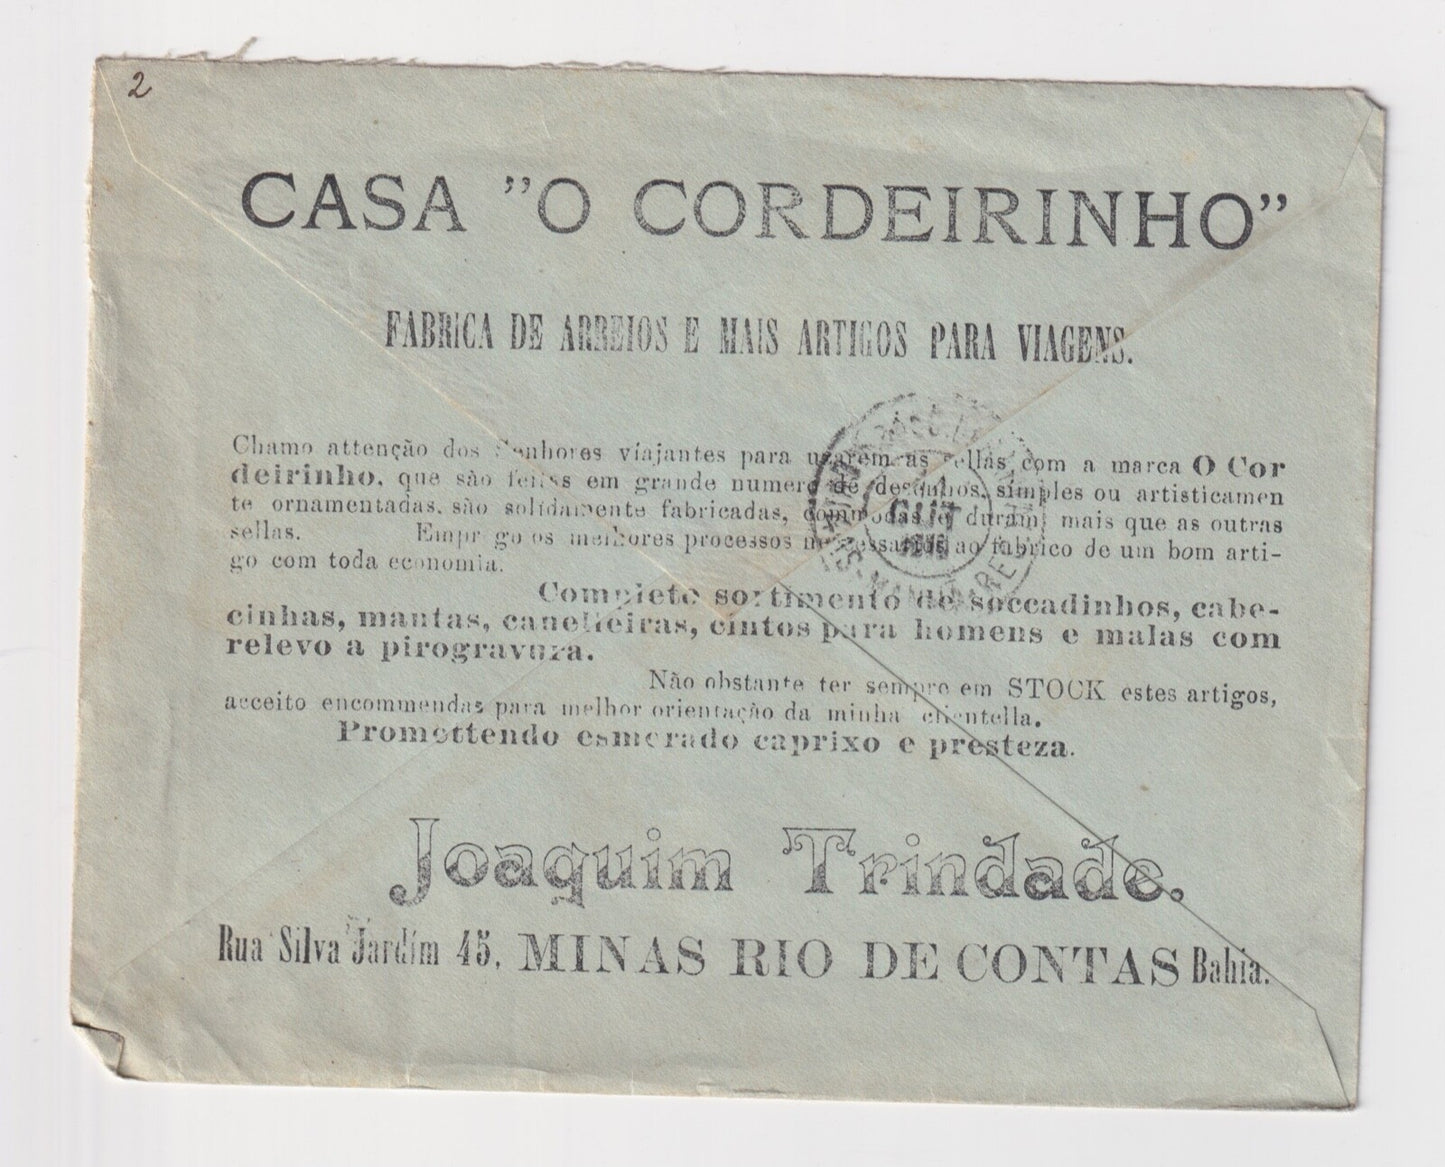 2
CASA "O CORDEIRINHO"
FABRICA DE ARREIOS E MAIS ARTIGOS PARA VIAGENS.
Chamo attenção dos Senhores viajantes para usarem as sellas com a marca O Cor
deirinho, que são feitas em grande numero de desenhos, simples ou artisticamen
te ornamentadas, são solidamente fabricadas, commodas e duram mais que as outras
sellas. Emprego os melhores processos necessarios ao fabrico de um bom arti-
go com toda economia.
Completo sortimento de soccadinhos, cabe-
cinhas, mantas, canelleiras, cintos para homens e malas com
relevo a pirogravura.
Não obstante ter sempre em STOCK estes artigos,
acceito encommendas para melhor orientação da minha clientella.
Promettendo esmerado caprixo e presteza.
Joaquim Trindade.
Rua Silva Jardim 45, MINAS RIO DE CONTAS Bahia.